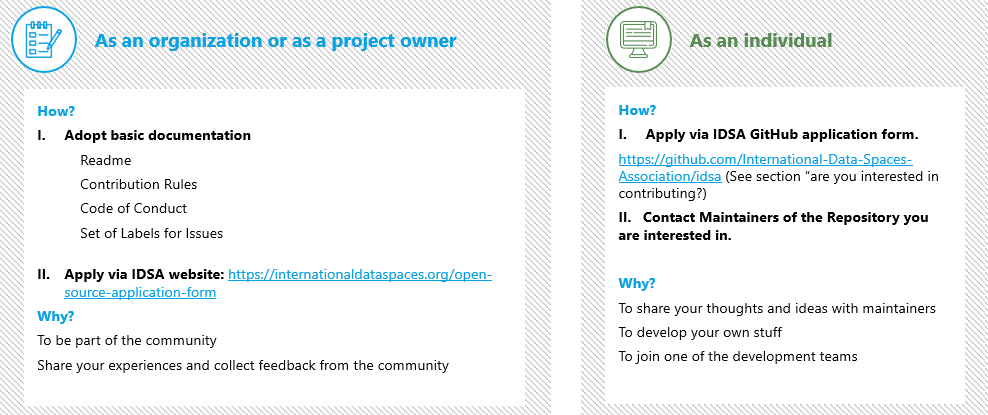 As an organization or as a project owner
How?
I. Adopt basic documentation
Readme
Contribution Rules
Code of Conduct
Set of Labels for Issues
II. Apply via IDSA website: https://internationaldataspaces.org/open-
source-application-form
Why?
To be part of the community
Share your experiences and collect feedback from the community
As an individual
How?
I. Apply via IDSA GitHub application form.
https://github.com/International-Data-Spaces-
Association/idsa (See section “are you interested in
contributing?)
II. Contact Maintainers of the Repository you
are interested in.
Why?
To share your thoughts and ideas with maintainers
To develop your own stuff
To join one of the development teams